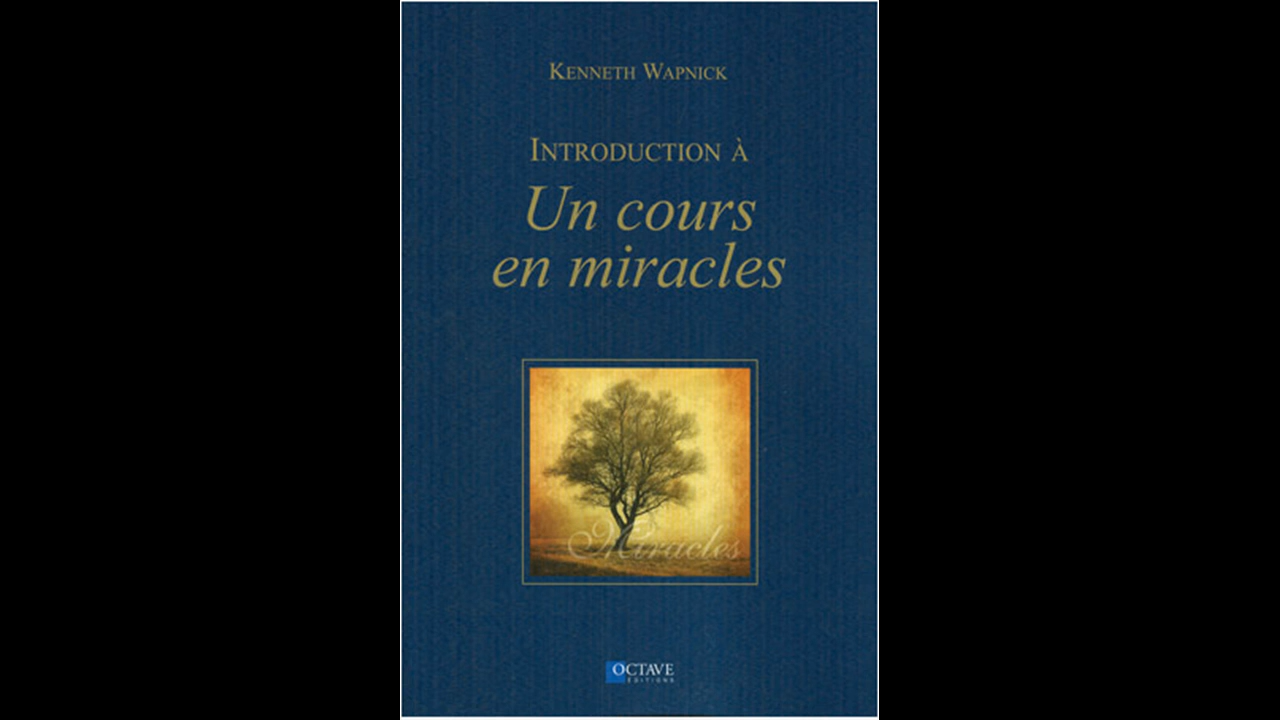 KENNETH WAPNICK
INTRODUCTION À
Un cours
en miracles
Miracles
OCTAVE
ÉDITIONS